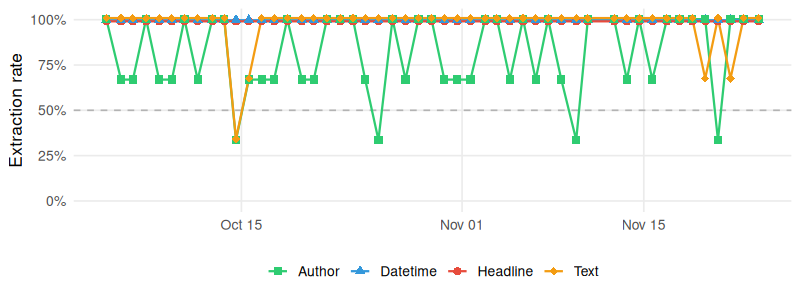 Extraction rate
100%
75%
50%
25%
0%
Oct 15 Nov 01 Nov 15
Author Datetime Headline Text